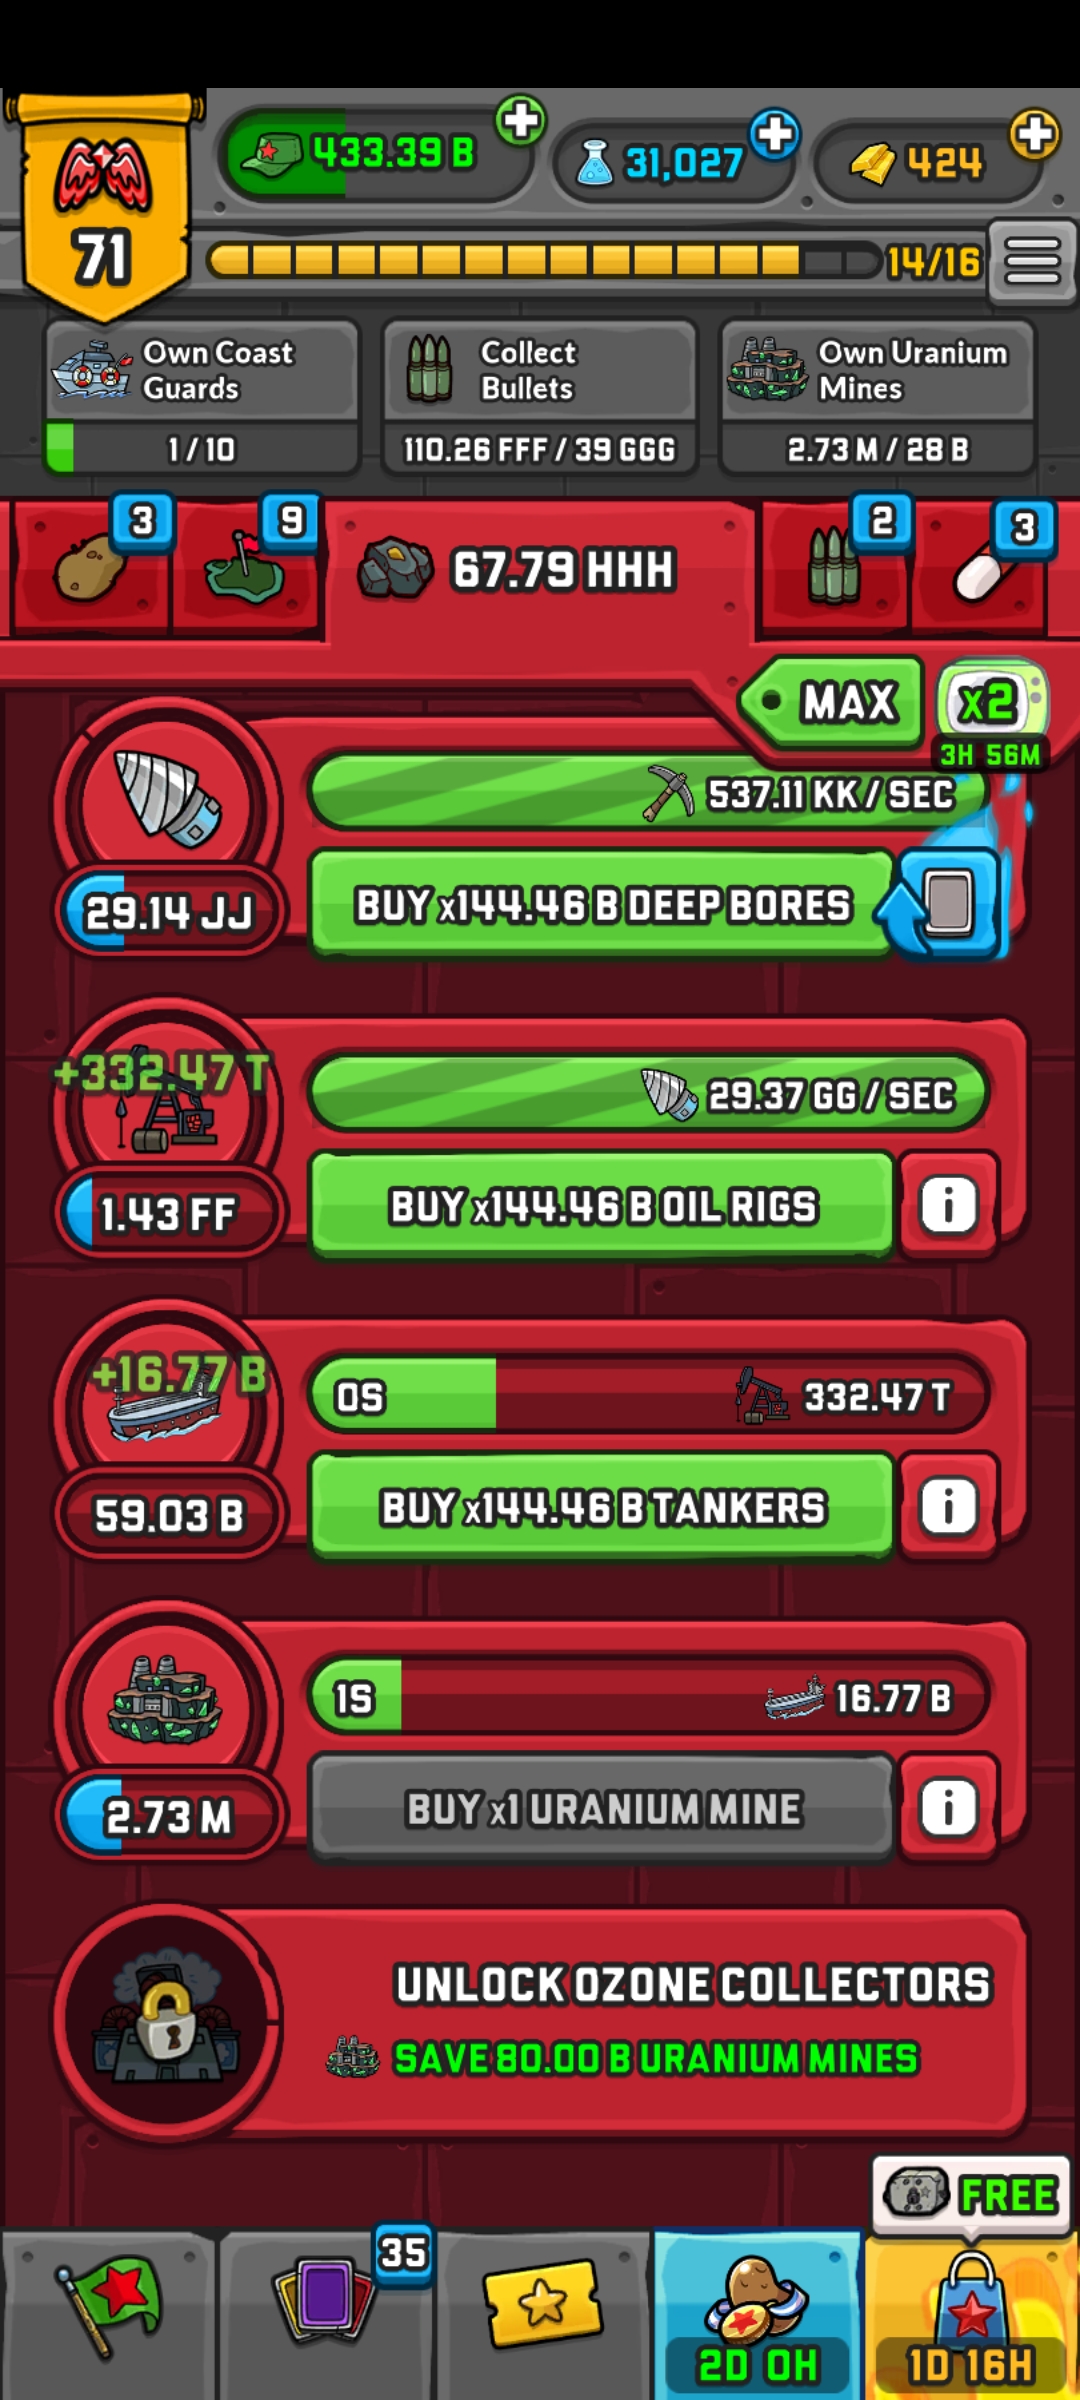 71
433.39 B
31,027
424
14/16
Own Coast
Guards
1 / 10
Collect
Bullets
110.26 FFF / 39 GGG
Own Uranium
Mines
2.73 M / 28 B
3
9
67.79 HHH
2
3
MAX
x2
3H 56M
537.11 KK / SEC
29.14 JJ
BUY x144.46 B DEEP BORES
+332.47 T
29.37 GG / SEC
1.43 FF
BUY x144.46 B OIL RIGS
i
+16.77 B
0S
332.47 T
59.03 B
BUY x144.46 B TANKERS
i
1S
16.77 B
2.73 M
BUY x1 URANIUM MINE
i
UNLOCK OZONE COLLECTORS
SAVE 80.00 B URANIUM MINES
FREE
35
2D 0H
1D 16H